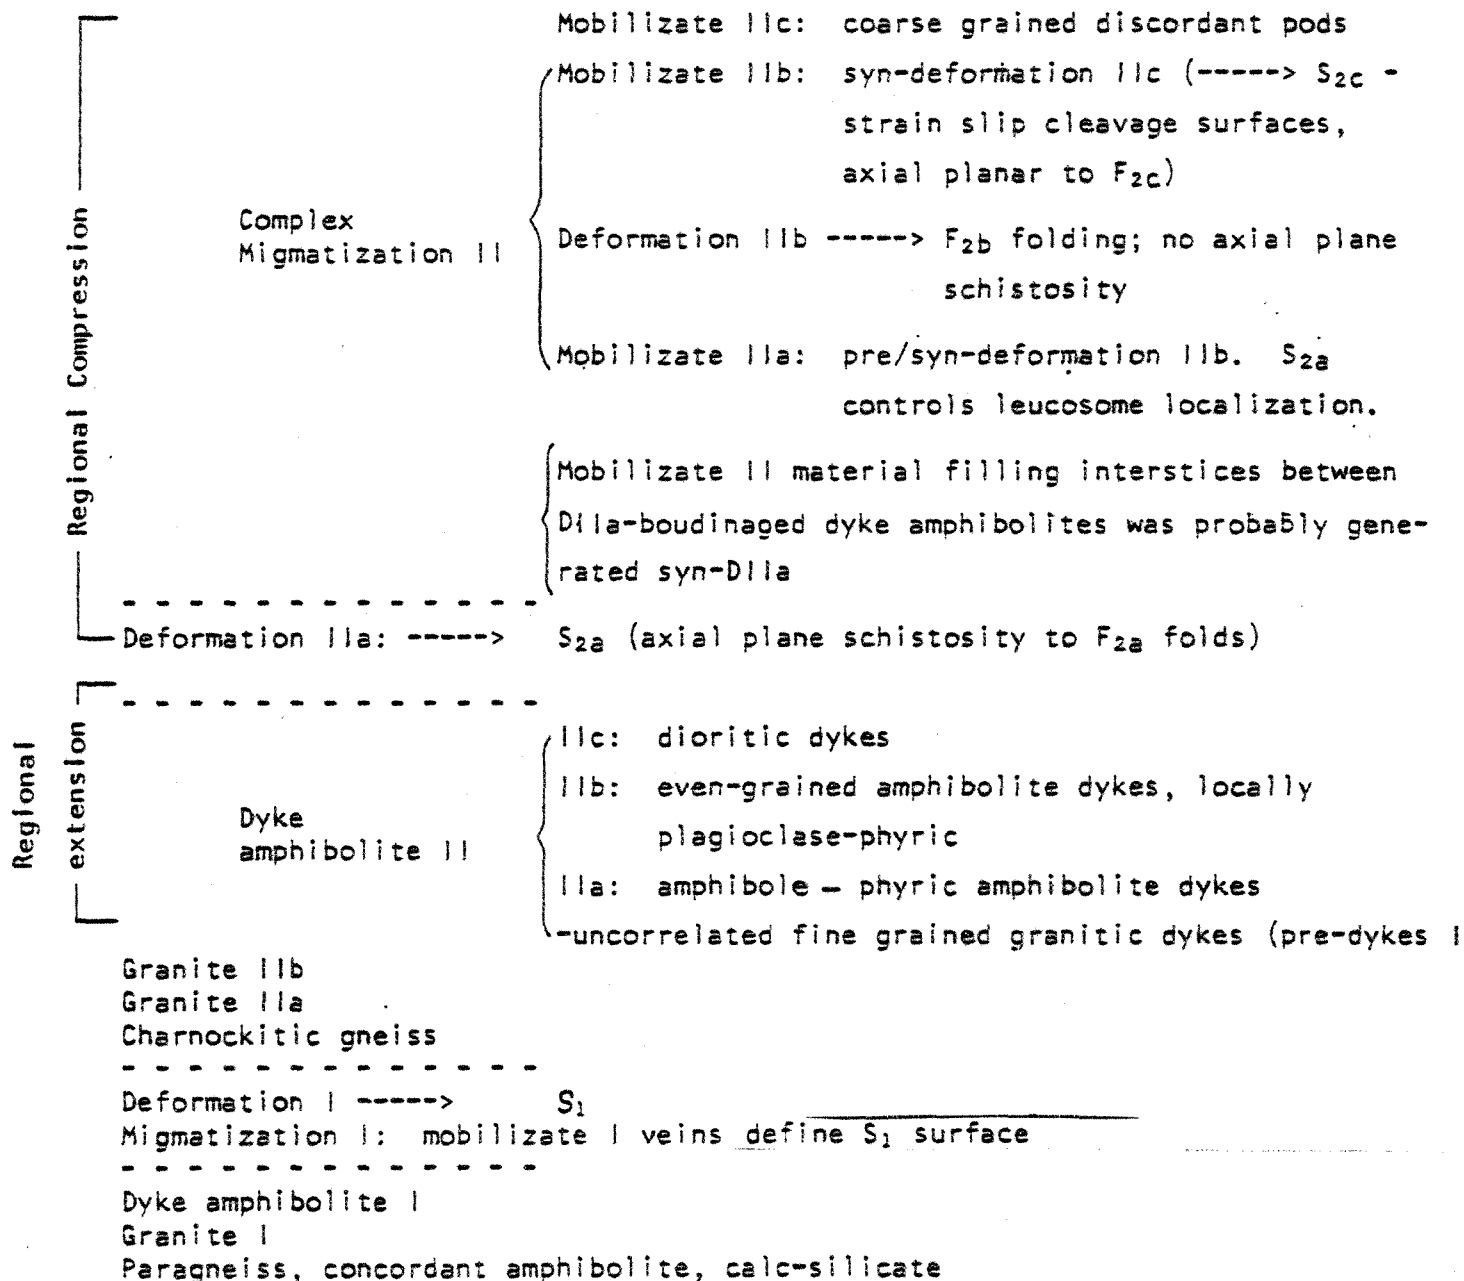 Mobilizate IIc: coarse grained discordant pods
Mobilizate IIb: syn-deformation IIc (-----> S₂c -
strain slip cleavage surfaces,
axial planar to F₂c)
Regional Compression
Complex
Migmatization II
Deformation IIb -----> F₂b folding; no axial plane
schistosity
Mobilizate IIa: pre/syn-deformation IIb. S₂a
controls leucosome localization.
Mobilizate II material filling interstices between
DIIa-boudinaged dyke amphibolites was probably gene-
rated syn-DIIa
Deformation IIa: -----> S₂a (axial plane schistosity to F₂a folds)
Regional
extension
Dyke
amphibolite II
IIc: dioritic dykes
IIb: even-grained amphibolite dykes, locally
plagioclase-phyric
IIa: amphibole - phyric amphibolite dykes
-uncorrelated fine grained granitic dykes (pre-dykes I
Granite IIb
Granite IIa
Charnockitic gneiss
Deformation I -----> S₁
Migmatization I: mobilizate I veins define S₁ surface
Dyke amphibolite I
Granite I
Paragneiss, concordant amphibolite, calc-silicate